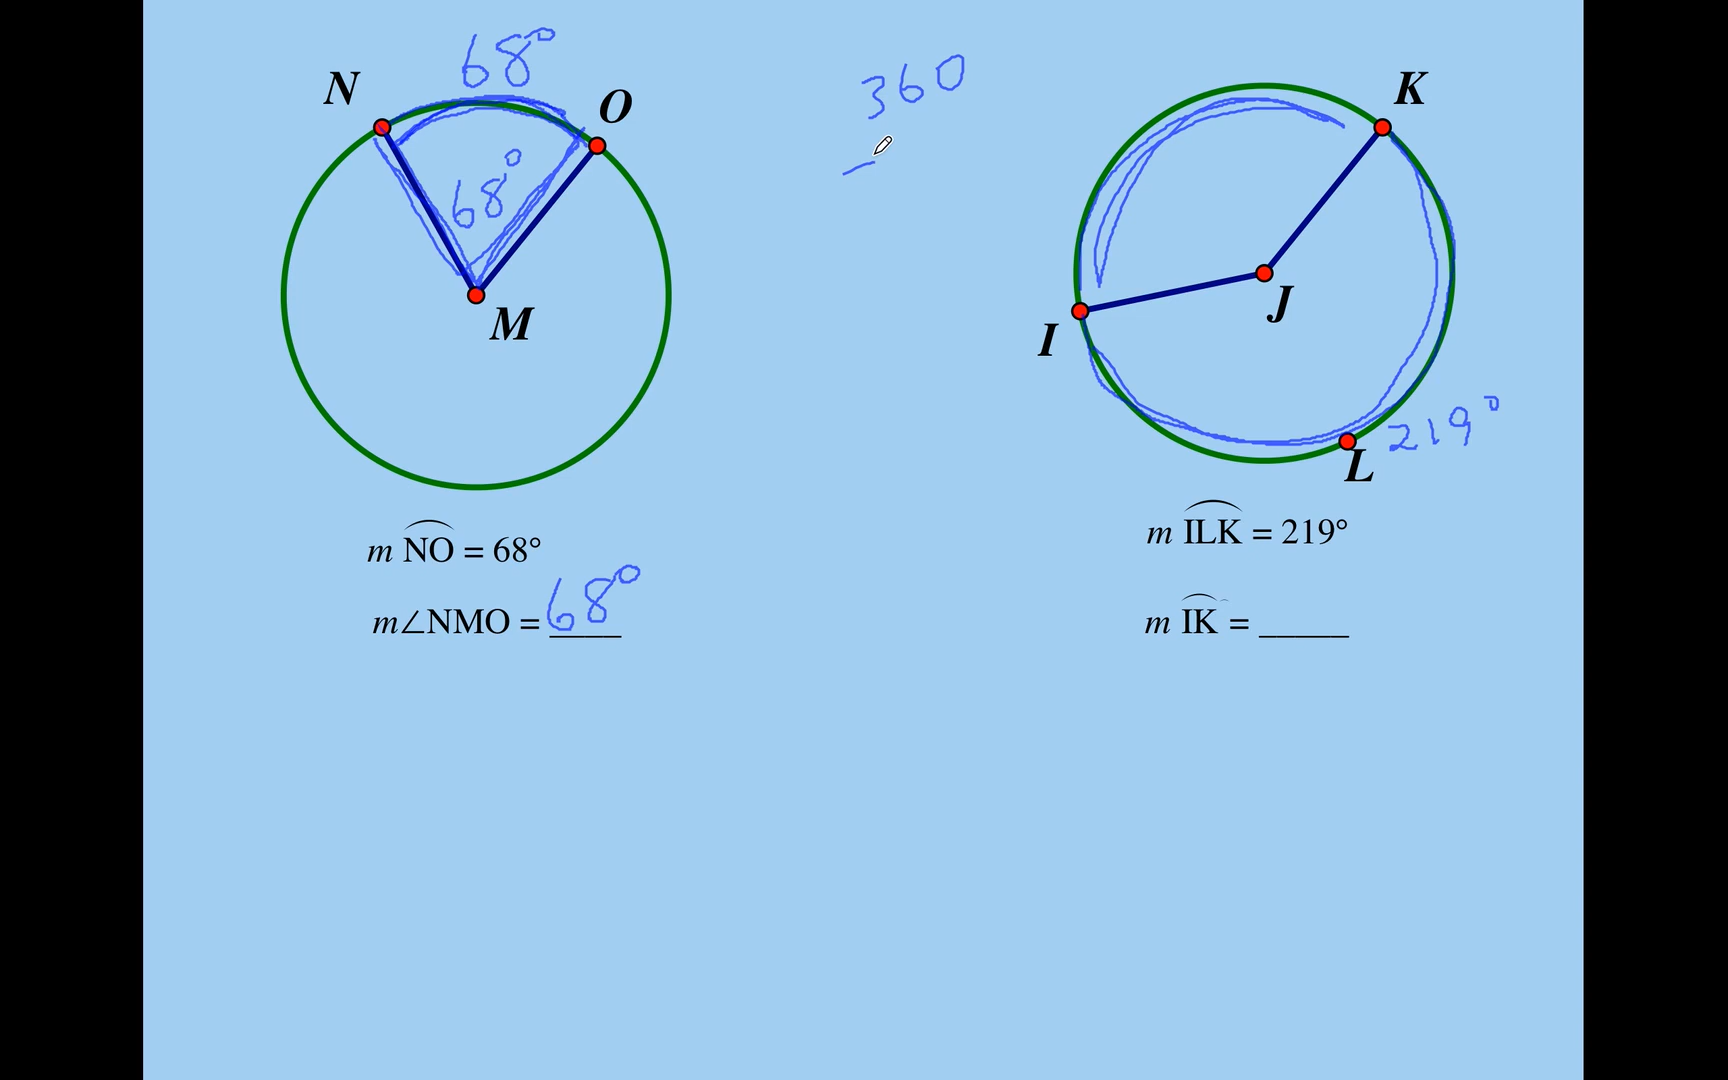 68°
N
O
68°
M
m NO = 68°
m∠NMO = 68°
360
–
K
J
I
219°
L
m ILK = 219°
m IK = _____